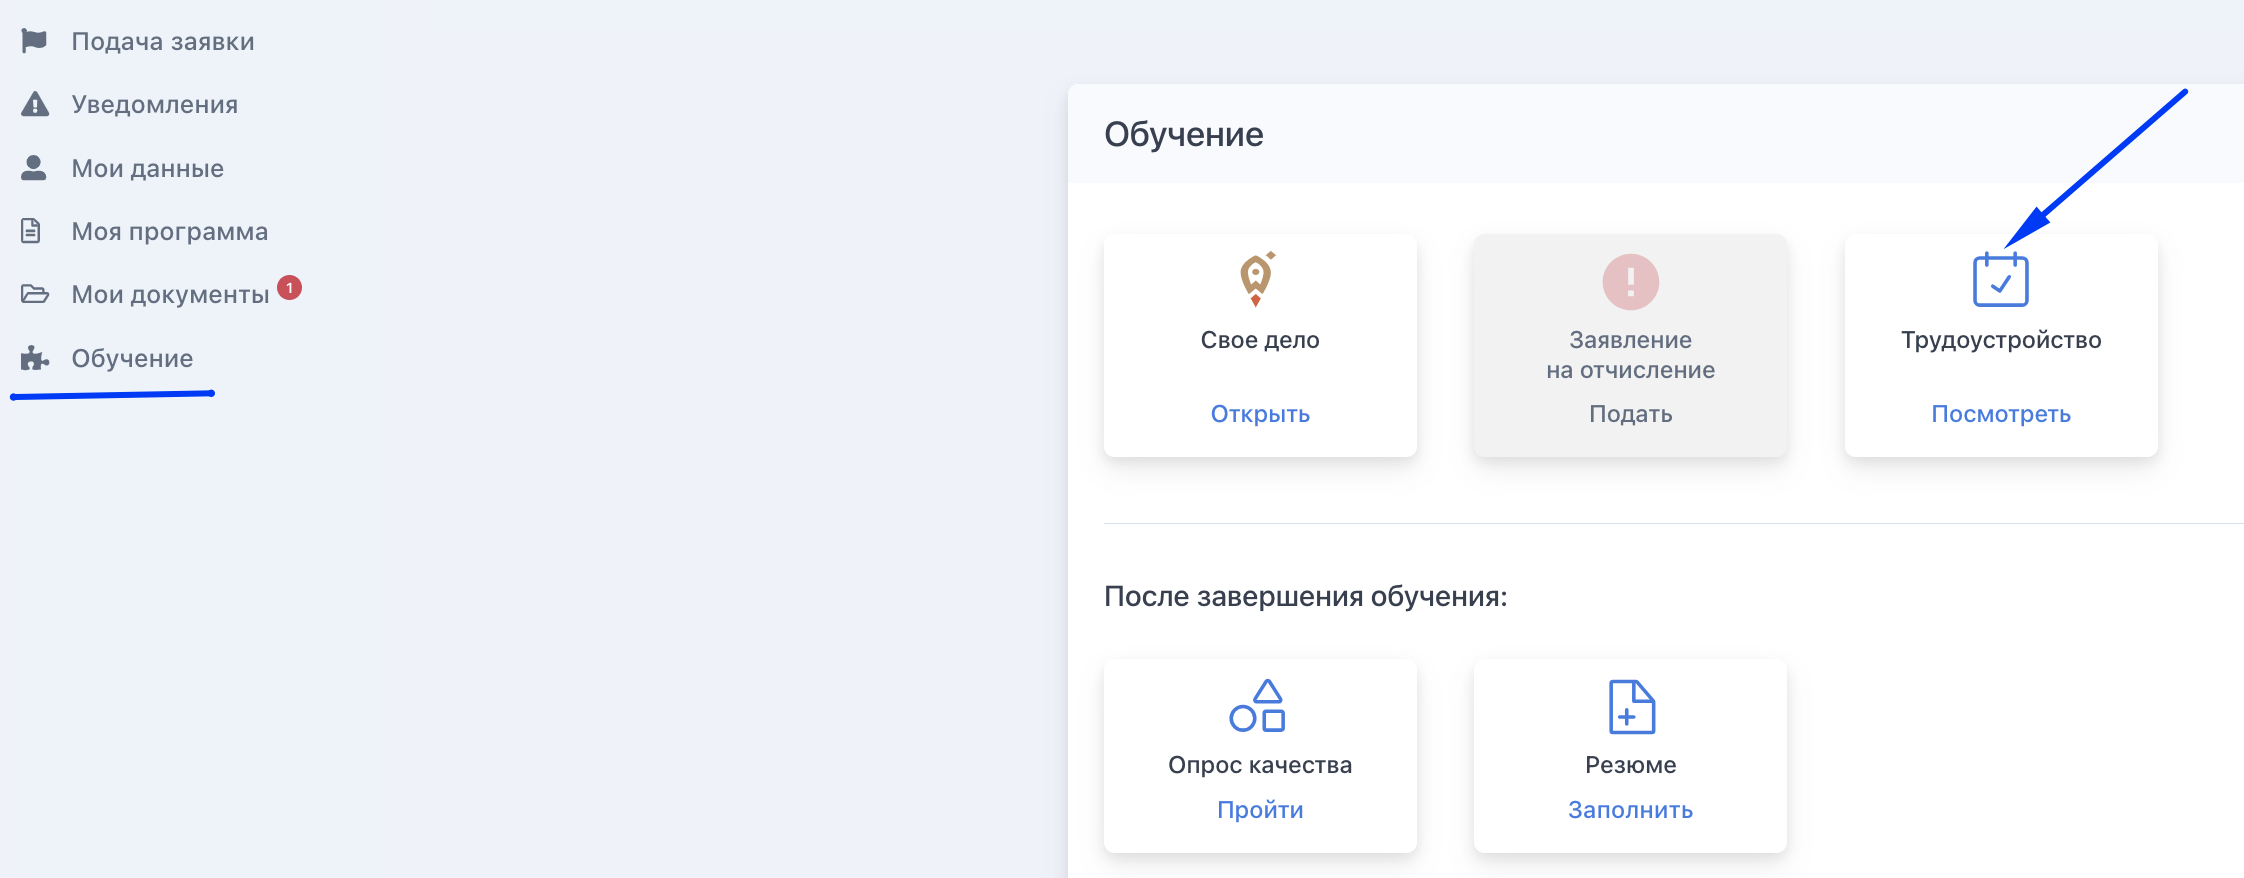 Подача заявки
Уведомления
Мои данные
Моя программа
Мои документы 1
Обучение
Обучение
Свое дело
Открыть
Заявление
на отчисление
Подать
Трудоустройство
Посмотреть
После завершения обучения:
Опрос качества
Пройти
Резюме
Заполнить